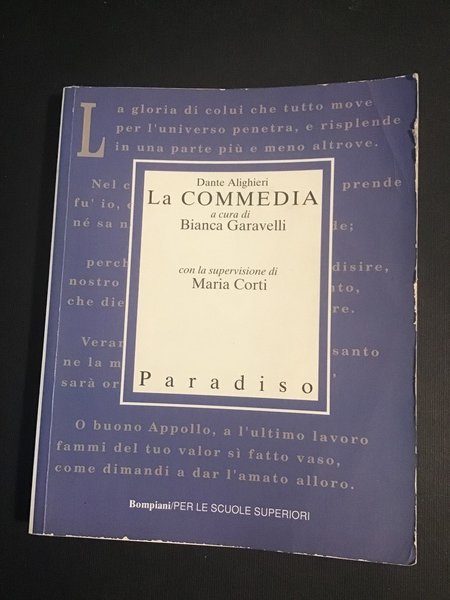 La gloria di colui che tutto move
per l'universo penetra, e risplende
in una parte più e meno altrove.
Nel c prende
fu' io, e
né sa n le;
perch disire,
nostro nto,
che die re.
Verar santo
ne la m
sarà or
O buono Appollo, a l'ultimo lavoro
fammi del tuo valor sì fatto vaso,
come dimandi a dar l'amato alloro.
Dante Alighieri
La COMMEDIA
a cura di
Bianca Garavelli
con la supervisione di
Maria Corti
Paradiso
Bompiani/PER LE SCUOLE SUPERIORI